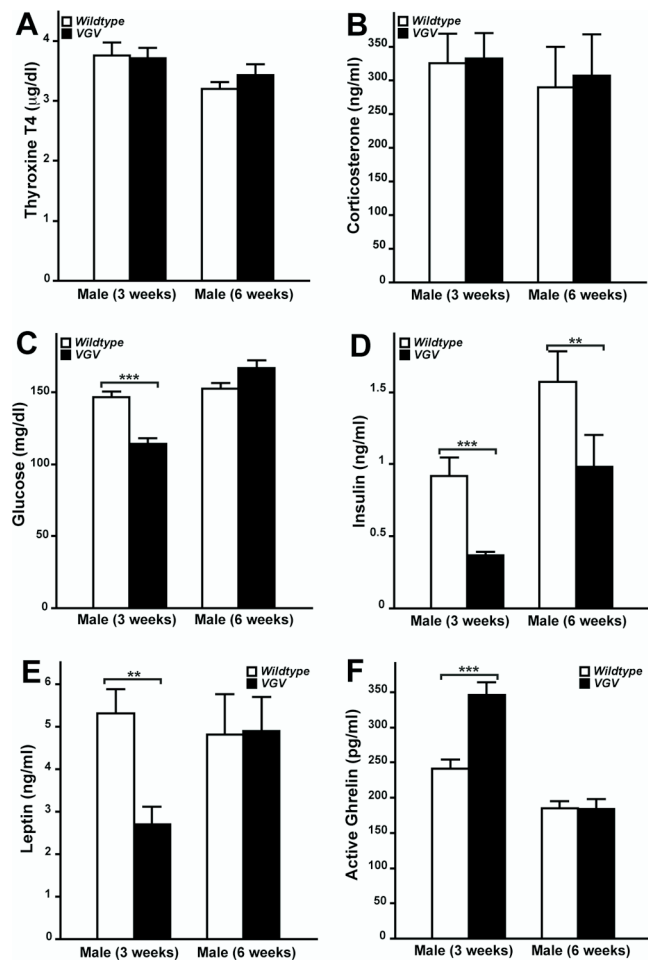 A
Wildtype
VGV
Thyroxine T4 (μg/dl)
6
4
2
0
Male (3 weeks) Male (6 weeks)
B
Wildtype
VGV
Corticosterone (ng/ml)
350
300
250
200
150
100
50
0
Male (3 weeks) Male (6 weeks)
C
Wildtype
VGV
Glucose (mg/dl)
150
100
50
0
***
Male (3 weeks) Male (6 weeks)
D
Wildtype
VGV
Insulin (ng/ml)
1.5
1
0.5
0
***
**
Male (3 weeks) Male (6 weeks)
E
Wildtype
VGV
Leptin (ng/ml)
6
5
4
3
2
1
0
**
Male (3 weeks) Male (6 weeks)
F
Wildtype
VGV
Active Ghrelin (pg/ml)
350
300
250
200
150
50
0
***
Male (3 weeks) Male (6 weeks)